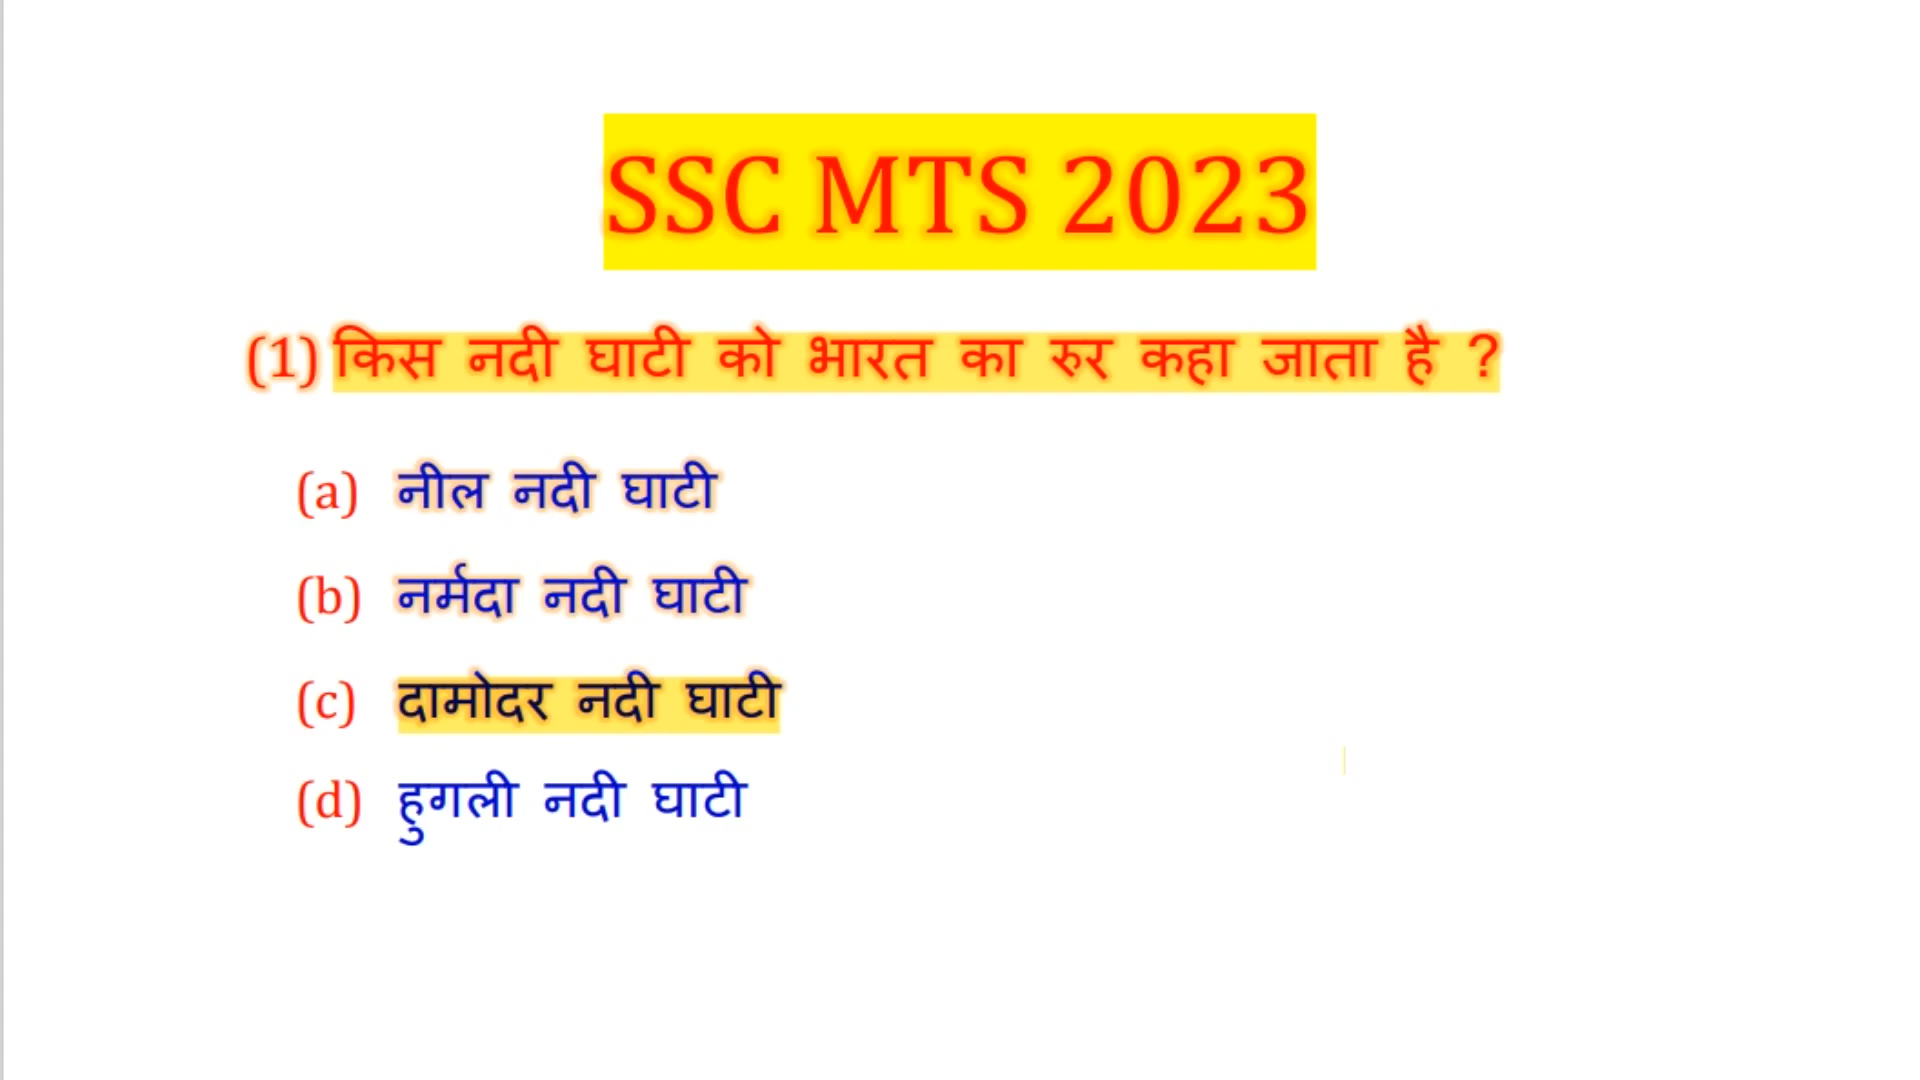 SSC MTS 2023
(1) किस नदी घाटी को भारत का रुर कहा जाता है ?
(a) नील नदी घाटी
(b) नर्मदा नदी घाटी
(c) दामोदर नदी घाटी
(d) हुगली नदी घाटी